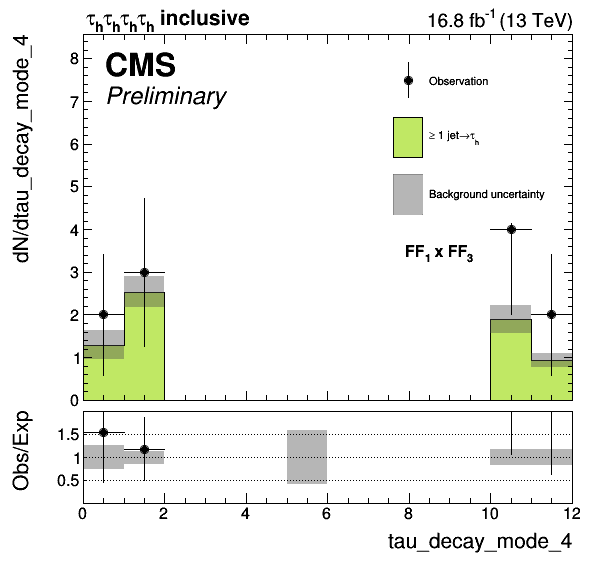 τhτhτhτh inclusive 16.8 fb⁻¹ (13 TeV)
CMS
Preliminary
Observation
≥ 1 jet→τh
Background uncertainty
FF₁ x FF₃
dN/dtau_decay_mode_4
8
7
6
5
4
3
2
1
0
Obs/Exp
1.5
1
0.5
0 2 4 6 8 10 12
tau_decay_mode_4